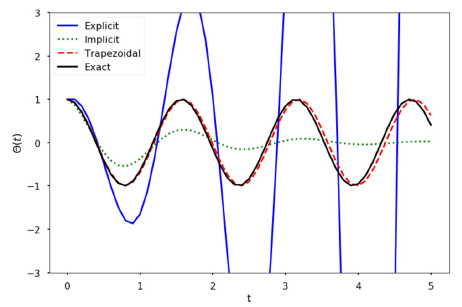 3
2
1
0
−1
−2
−3
Θ(t)
Explicit
Implicit
Trapezoidal
Exact
0 1 2 3 4 5
t